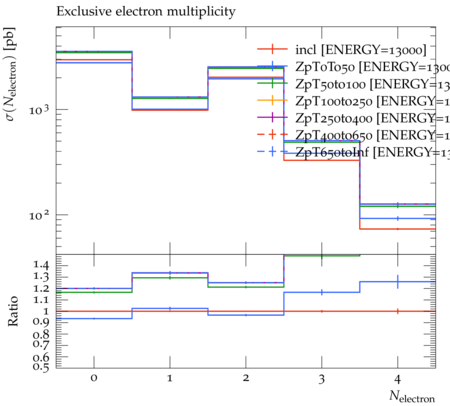 Exclusive electron multiplicity
σ(N_electron) [pb]
incl [ENERGY=13000]
ZpT0To50 [ENERGY=1300
ZpT50to100 [ENERGY=13
ZpT100to250 [ENERGY=1
ZpT250to400 [ENERGY=1
ZpT400to650 [ENERGY=1
ZpT650toInf [ENERGY=13
10^3
10^2
Ratio
1.4
1.3
1.2
1.1
1
0.9
0.8
0.7
0.6
0.5
0 1 2 3 4
N_electron